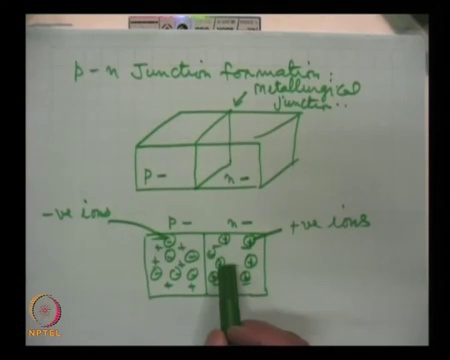 p-n Junction formation:
metallurgical
junction..
p- n-
-ve ions p- n- +ve ions
NPTEL